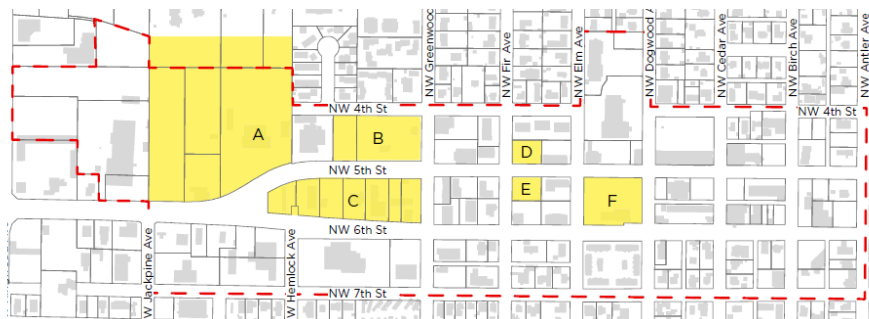 NW Greenwood
NW Fir Ave
NW Elm Ave
NW Dogwood A
NW Cedar Ave
NW Birch Ave
NW Antler Ave
NW 4th St
NW 4th St
A
B
D
NW 5th St
C
E
F
NW 6th St
W Jackpine Ave
W Hemlock Ave
NW 7th St